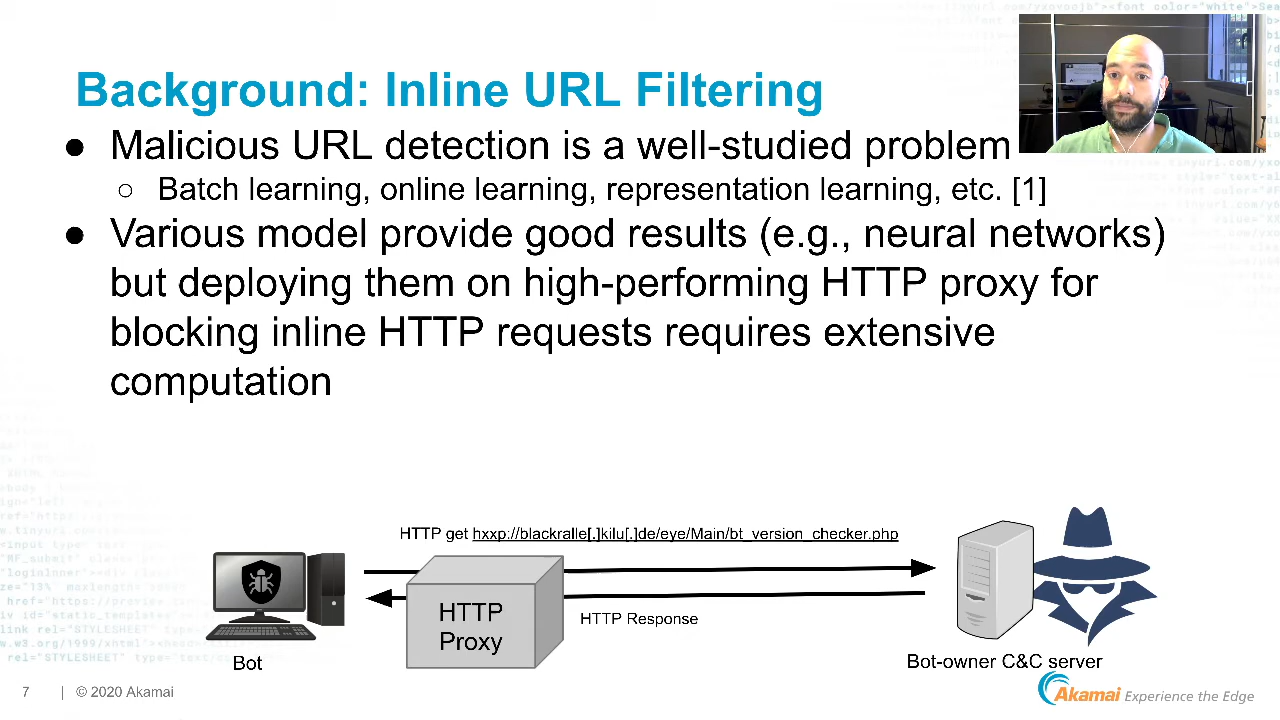 Background: Inline URL Filtering
● Malicious URL detection is a well-studied problem
○ Batch learning, online learning, representation learning, etc. [1]
● Various model provide good results (e.g., neural networks)
but deploying them on high-performing HTTP proxy for
blocking inline HTTP requests requires extensive
computation
HTTP get hxxp://blackralle[.]kilu[.]de/eye/Main/bt_version_checker.php
HTTP
Proxy
HTTP Response
Bot
Bot-owner C&C server
7 | © 2020 Akamai
Akamai Experience the Edge